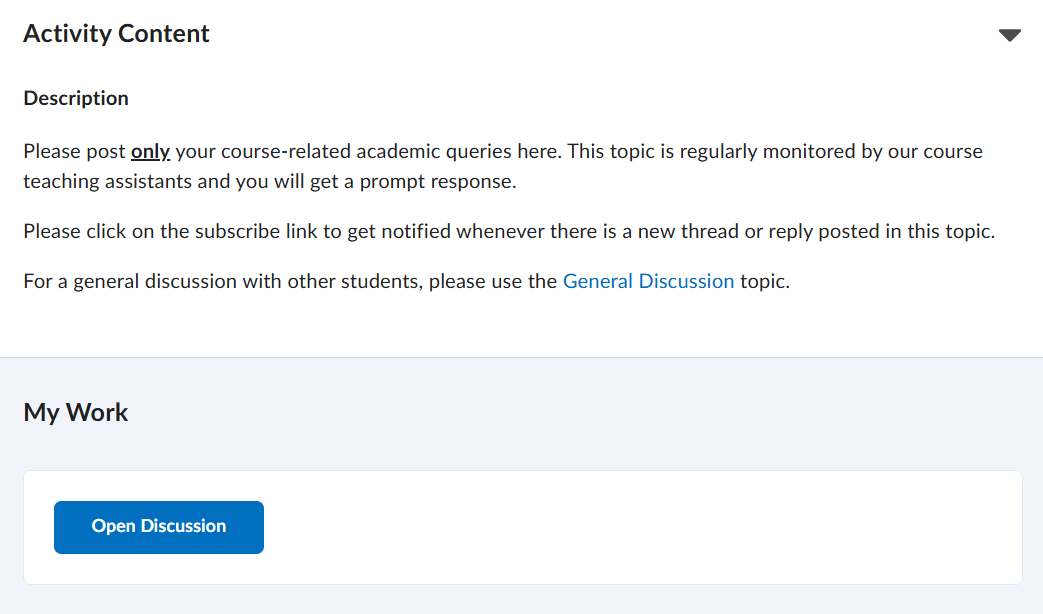 Activity Content
Description
Please post only your course-related academic queries here. This topic is regularly monitored by our course
teaching assistants and you will get a prompt response.
Please click on the subscribe link to get notified whenever there is a new thread or reply posted in this topic.
For a general discussion with other students, please use the General Discussion topic.
My Work
Open Discussion